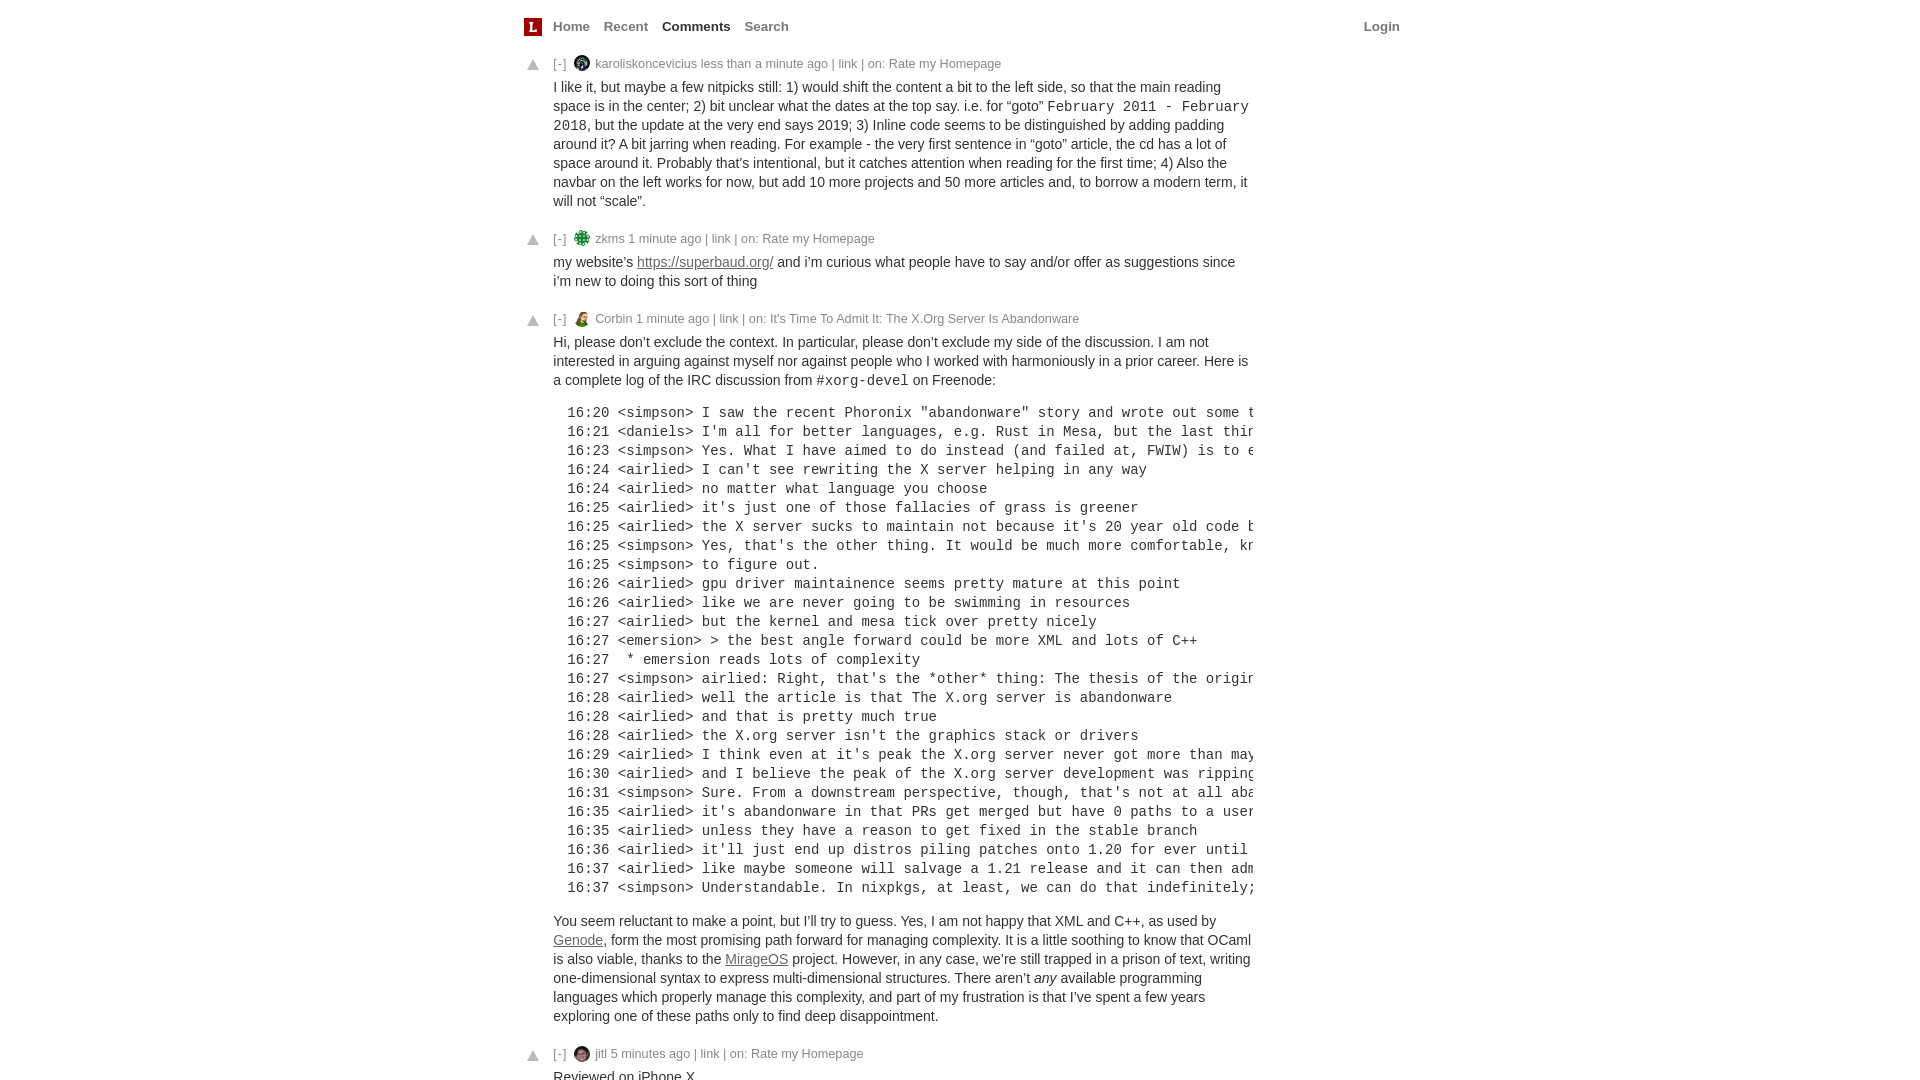 L Home Recent Comments Search Login
[-] karoliskoncevicius less than a minute ago | link | on: Rate my Homepage
I like it, but maybe a few nitpicks still: 1) would shift the content a bit to the left side, so that the main reading
space is in the center; 2) bit unclear what the dates at the top say. i.e. for “goto” February 2011 - February
2018, but the update at the very end says 2019; 3) Inline code seems to be distinguished by adding padding
around it? A bit jarring when reading. For example - the very first sentence in “goto” article, the cd has a lot of
space around it. Probably that’s intentional, but it catches attention when reading for the first time; 4) Also the
navbar on the left works for now, but add 10 more projects and 50 more articles and, to borrow a modern term, it
will not “scale”.
[-] zkms 1 minute ago | link | on: Rate my Homepage
my website’s https://superbaud.org/ and i’m curious what people have to say and/or offer as suggestions since
i’m new to doing this sort of thing
[-] Corbin 1 minute ago | link | on: It's Time To Admit It: The X.Org Server Is Abandonware
Hi, please don’t exclude the context. In particular, please don’t exclude my side of the discussion. I am not
interested in arguing against myself nor against people who I worked with harmoniously in a prior career. Here is
a complete log of the IRC discussion from #xorg-devel on Freenode:
16:20 <simpson> I saw the recent Phoronix "abandonware" story and wrote out some t
16:21 <daniels> I'm all for better languages, e.g. Rust in Mesa, but the last thin
16:23 <simpson> Yes. What I have aimed to do instead (and failed at, FWIW) is to e
16:24 <airlied> I can't see rewriting the X server helping in any way
16:24 <airlied> no matter what language you choose
16:25 <airlied> it's just one of those fallacies of grass is greener
16:25 <airlied> the X server sucks to maintain not because it's 20 year old code b
16:25 <simpson> Yes, that's the other thing. It would be much more comfortable, kn
16:25 <simpson> to figure out.
16:26 <airlied> gpu driver maintainence seems pretty mature at this point
16:26 <airlied> like we are never going to be swimming in resources
16:27 <airlied> but the kernel and mesa tick over pretty nicely
16:27 <emersion> > the best angle forward could be more XML and lots of C++
16:27  * emersion reads lots of complexity
16:27 <simpson> airlied: Right, that's the *other* thing: The thesis of the origin
16:28 <airlied> well the article is that The X.org server is abandonware
16:28 <airlied> and that is pretty much true
16:28 <airlied> the X.org server isn't the graphics stack or drivers
16:29 <airlied> I think even at it's peak the X.org server never got more than may
16:30 <airlied> and I believe the peak of the X.org server development was ripping
16:31 <simpson> Sure. From a downstream perspective, though, that's not at all aba
16:35 <airlied> it's abandonware in that PRs get merged but have 0 paths to a user
16:35 <airlied> unless they have a reason to get fixed in the stable branch
16:36 <airlied> it'll just end up distros piling patches onto 1.20 for ever until
16:37 <airlied> like maybe someone will salvage a 1.21 release and it can then adm
16:37 <simpson> Understandable. In nixpkgs, at least, we can do that indefinitely;
You seem reluctant to make a point, but I’ll try to guess. Yes, I am not happy that XML and C++, as used by
Genode, form the most promising path forward for managing complexity. It is a little soothing to know that OCaml
is also viable, thanks to the MirageOS project. However, in any case, we’re still trapped in a prison of text, writing
one-dimensional syntax to express multi-dimensional structures. There aren’t any available programming
languages which properly manage this complexity, and part of my frustration is that I’ve spent a few years
exploring one of these paths only to find deep disappointment.
[-] jitl 5 minutes ago | link | on: Rate my Homepage
Reviewed on iPhone X